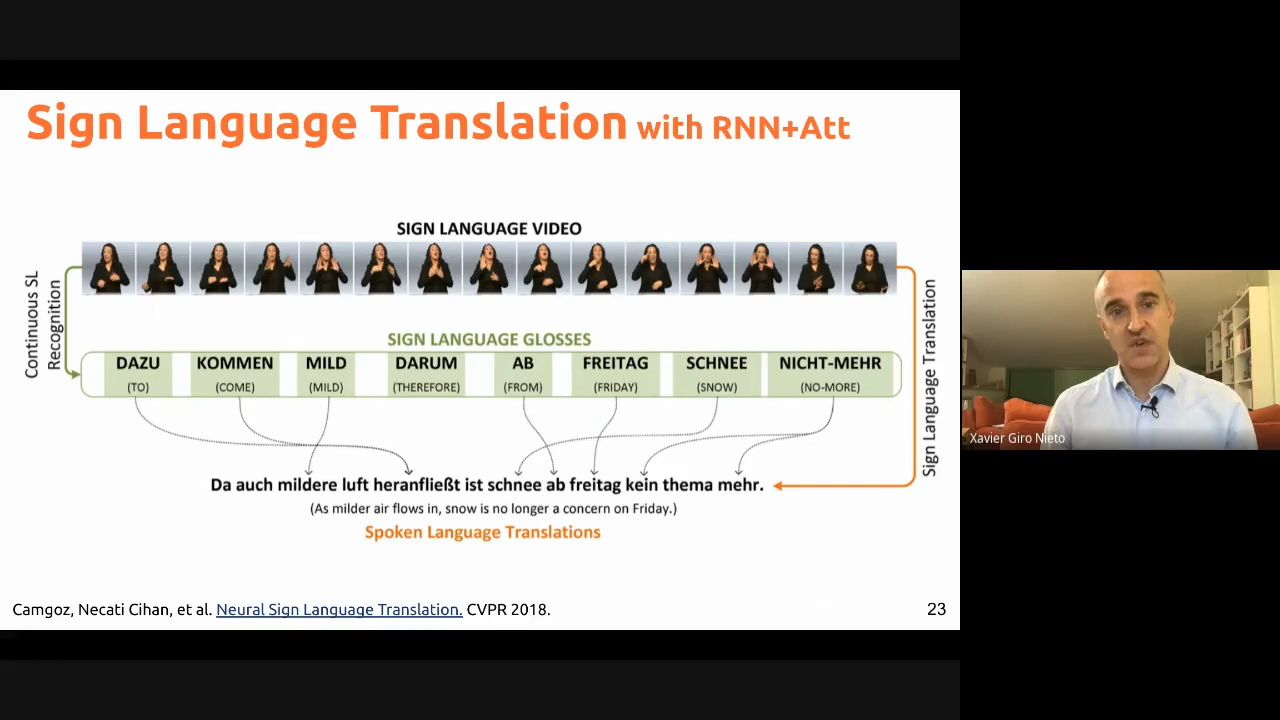 Sign Language Translation with RNN+Att
SIGN LANGUAGE VIDEO
Continuous SL
Recognition
SIGN LANGUAGE GLOSSES
DAZU KOMMEN MILD DARUM AB FREITAG SCHNEE NICHT-MEHR
(TO) (COME) (MILD) (THEREFORE) (FROM) (FRIDAY) (SNOW) (NO-MORE)
Sign Language Translation
Da auch mildere luft heranfließt ist schnee ab freitag kein thema mehr.
(As milder air flows in, snow is no longer a concern on Friday.)
Spoken Language Translations
Camgoz, Necati Cihan, et al. Neural Sign Language Translation. CVPR 2018.
23
Xavier Giro Nieto